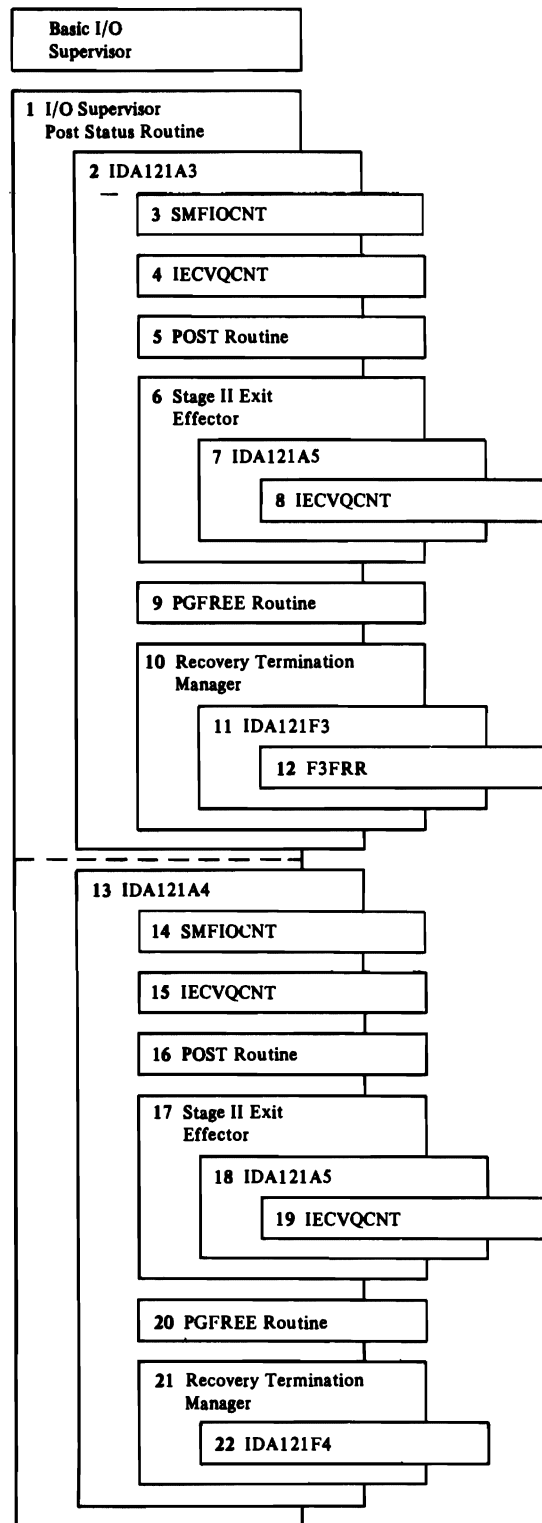 Basic I/O
Supervisor
1 I/O Supervisor
Post Status Routine
2 IDA121A3
3 SMFIOCNT
4 IECVQCNT
5 POST Routine
6 Stage II Exit
Effector
7 IDA121A5
8 IECVQCNT
9 PGFREE Routine
10 Recovery Termination
Manager
11 IDA121F3
12 F3FRR
13 IDA121A4
14 SMFIOCNT
15 IECVQCNT
16 POST Routine
17 Stage II Exit
Effector
18 IDA121A5
19 IECVQCNT
20 PGFREE Routine
21 Recovery Termination
Manager
22 IDA121F4